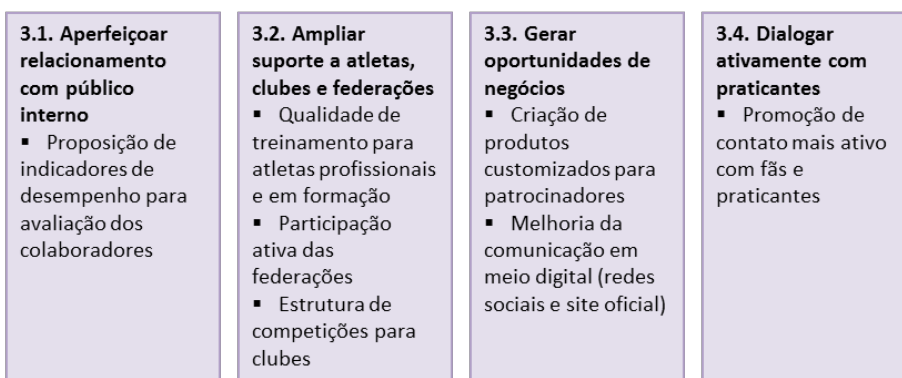 3.1. Aperfeiçoar
relacionamento
com público
interno
▪ Proposição de
indicadores de
desempenho para
avaliação dos
colaboradores
3.2. Ampliar
suporte a atletas,
clubes e federações
▪ Qualidade de
treinamento para
atletas profissionais
e em formação
▪ Participação
ativa das
federações
▪ Estrutura de
competições para
clubes
3.3. Gerar
oportunidades de
negócios
▪ Criação de
produtos
customizados para
patrocinadores
▪ Melhoria da
comunicação em
meio digital (redes
sociais e site oficial)
3.4. Dialogar
ativamente com
praticantes
▪ Promoção de
contato mais ativo
com fãs e
praticantes